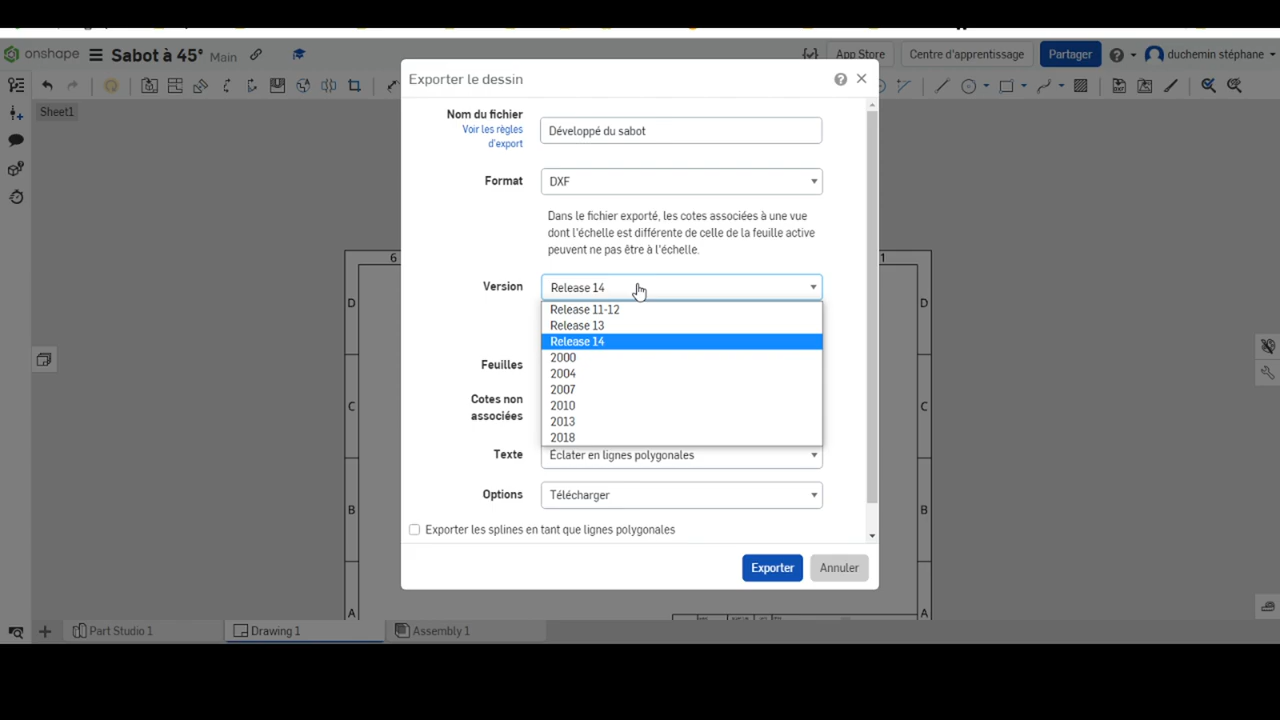 onshape
Sabot à 45° Main
App Store
Centre d'apprentissage
Partager
duchemin stéphane
Sheet1
Exporter le dessin
Nom du fichier
Voir les règles
d'export
Développé du sabot
Format
DXF
Dans le fichier exporté, les cotes associées à une vue
dont l'échelle est différente de celle de la feuille active
peuvent ne pas être à l'échelle.
Version
Release 14
Release 11-12
Release 13
Release 14
2000
2004
2007
2010
2013
2018
Feuilles
Cotes non
associées
Texte
Éclater en lignes polygonales
Options
Télécharger
Exporter les splines en tant que lignes polygonales
Exporter
Annuler
6
1
D
D
C
C
B
B
A
A
Part Studio 1
Drawing 1
Assembly 1